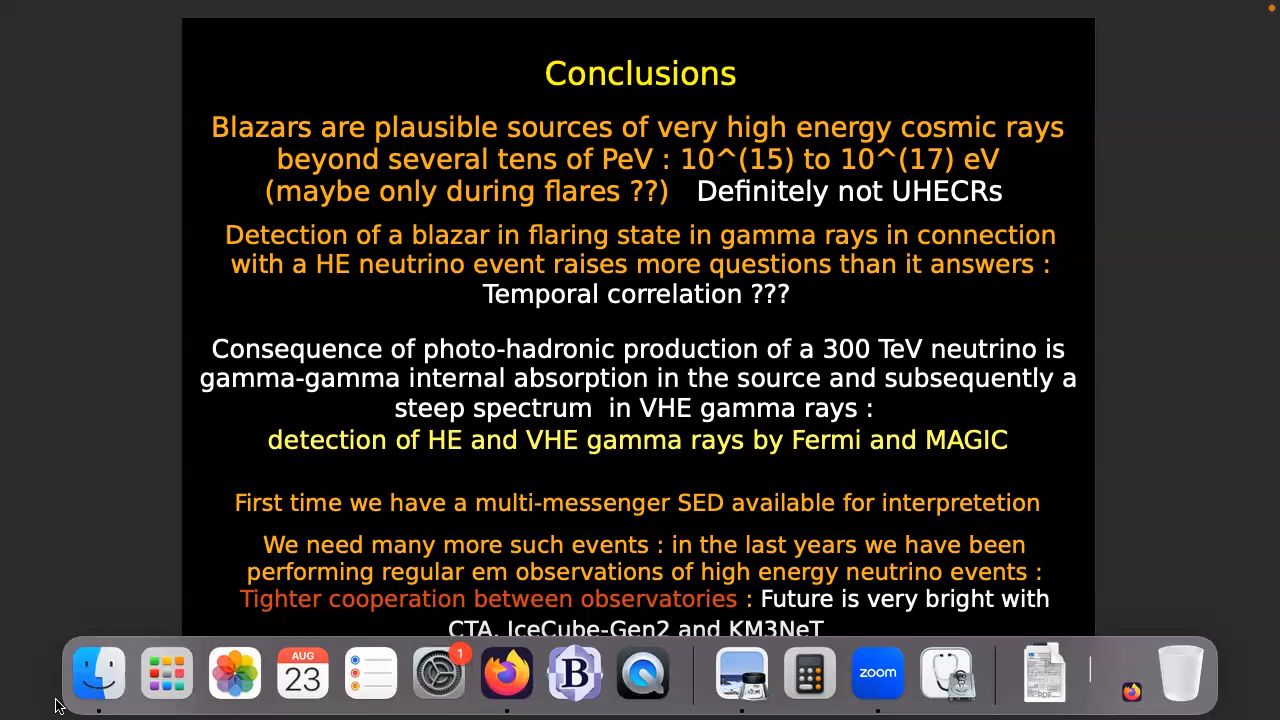 Conclusions
Blazars are plausible sources of very high energy cosmic rays
beyond several tens of PeV : 10^(15) to 10^(17) eV
(maybe only during flares ??) Definitely not UHECRs
Detection of a blazar in flaring state in gamma rays in connection
with a HE neutrino event raises more questions than it answers :
Temporal correlation ???
Consequence of photo-hadronic production of a 300 TeV neutrino is
gamma-gamma internal absorption in the source and subsequently a
steep spectrum in VHE gamma rays :
detection of HE and VHE gamma rays by Fermi and MAGIC
First time we have a multi-messenger SED available for interpretetion
We need many more such events : in the last years we have been
performing regular em observations of high energy neutrino events :
Tighter cooperation between observatories : Future is very bright with
CTA, IceCube-Gen2 and KM3NeT
AUG
23
1
B
zoom
PDF